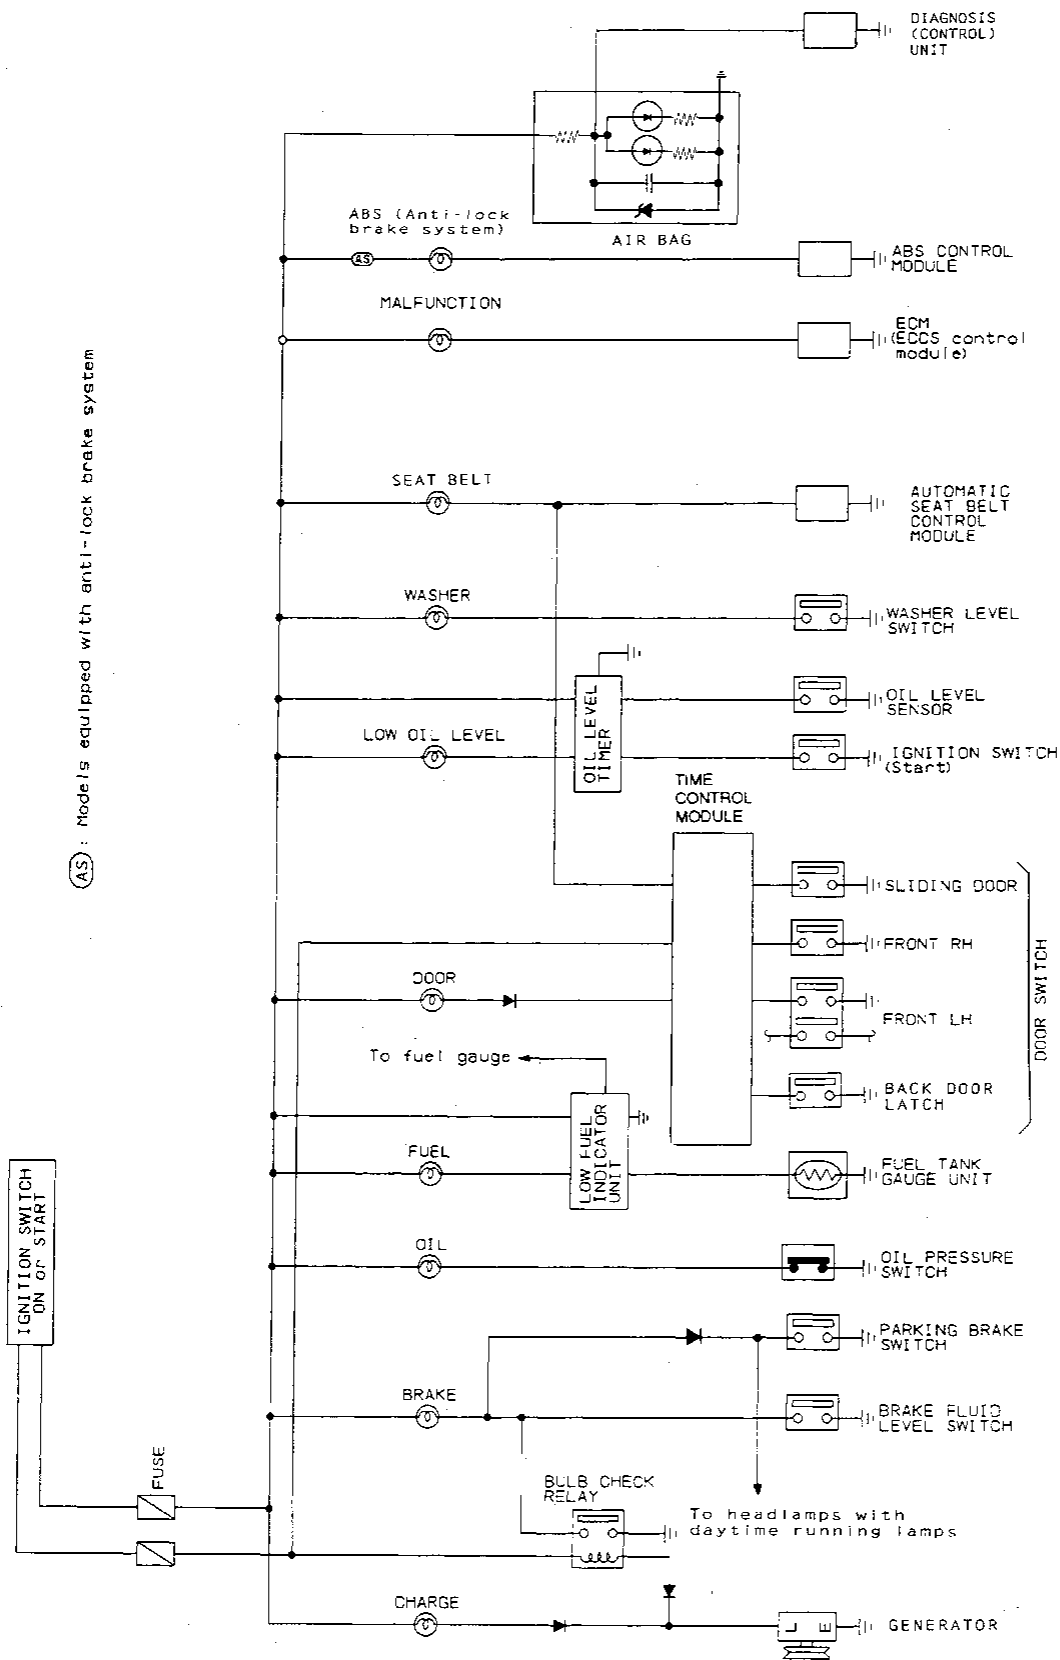 DIAGNOSIS
(CONTROL)
UNIT
AIR BAG
ABS (Anti-lock
brake system)
AS
ABS CONTROL
MODULE
MALFUNCTION
ECM
(ECCS control
module)
AS : Models equipped with anti-lock brake system
SEAT BELT
AUTOMATIC
SEAT BELT
CONTROL
MODULE
WASHER
WASHER LEVEL
SWITCH
OIL LEVEL
SENSOR
LOW OIL LEVEL
OIL LEVEL
TIMER
IGNITION SWITCH
(Start)
TIME
CONTROL
MODULE
SLIDING DOOR
FRONT RH
DOOR
FRONT LH
DOOR SWITCH
To fuel gauge
BACK DOOR
LATCH
FUEL
LOW FUEL
INDICATOR
UNIT
FUEL TANK
GAUGE UNIT
IGNITION SWITCH
ON or START
OIL
OIL PRESSURE
SWITCH
PARKING BRAKE
SWITCH
BRAKE
BRAKE FLUID
LEVEL SWITCH
FUSE
BULB CHECK
RELAY
To headlamps with
daytime running lamps
CHARGE
L E
GENERATOR